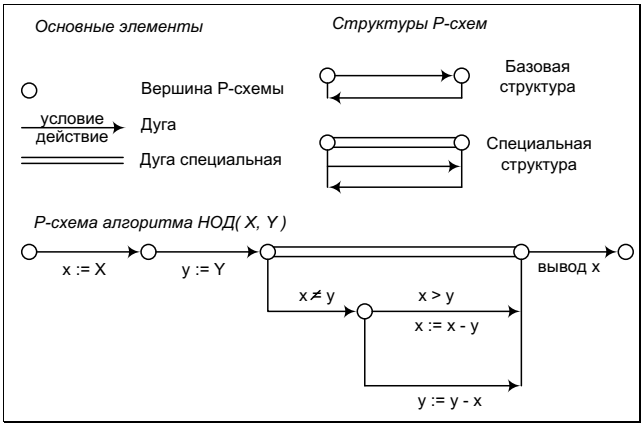 Основные элементы
Структуры Р-схем
Вершина Р-схемы
Базовая
структура
условие
действие
Дуга
Дуга специальная
Специальная
структура
Р-схема алгоритма НОД( X, Y )
x := X
y := Y
вывод x
x ≠ y
x > y
x := x - y
y := y - x